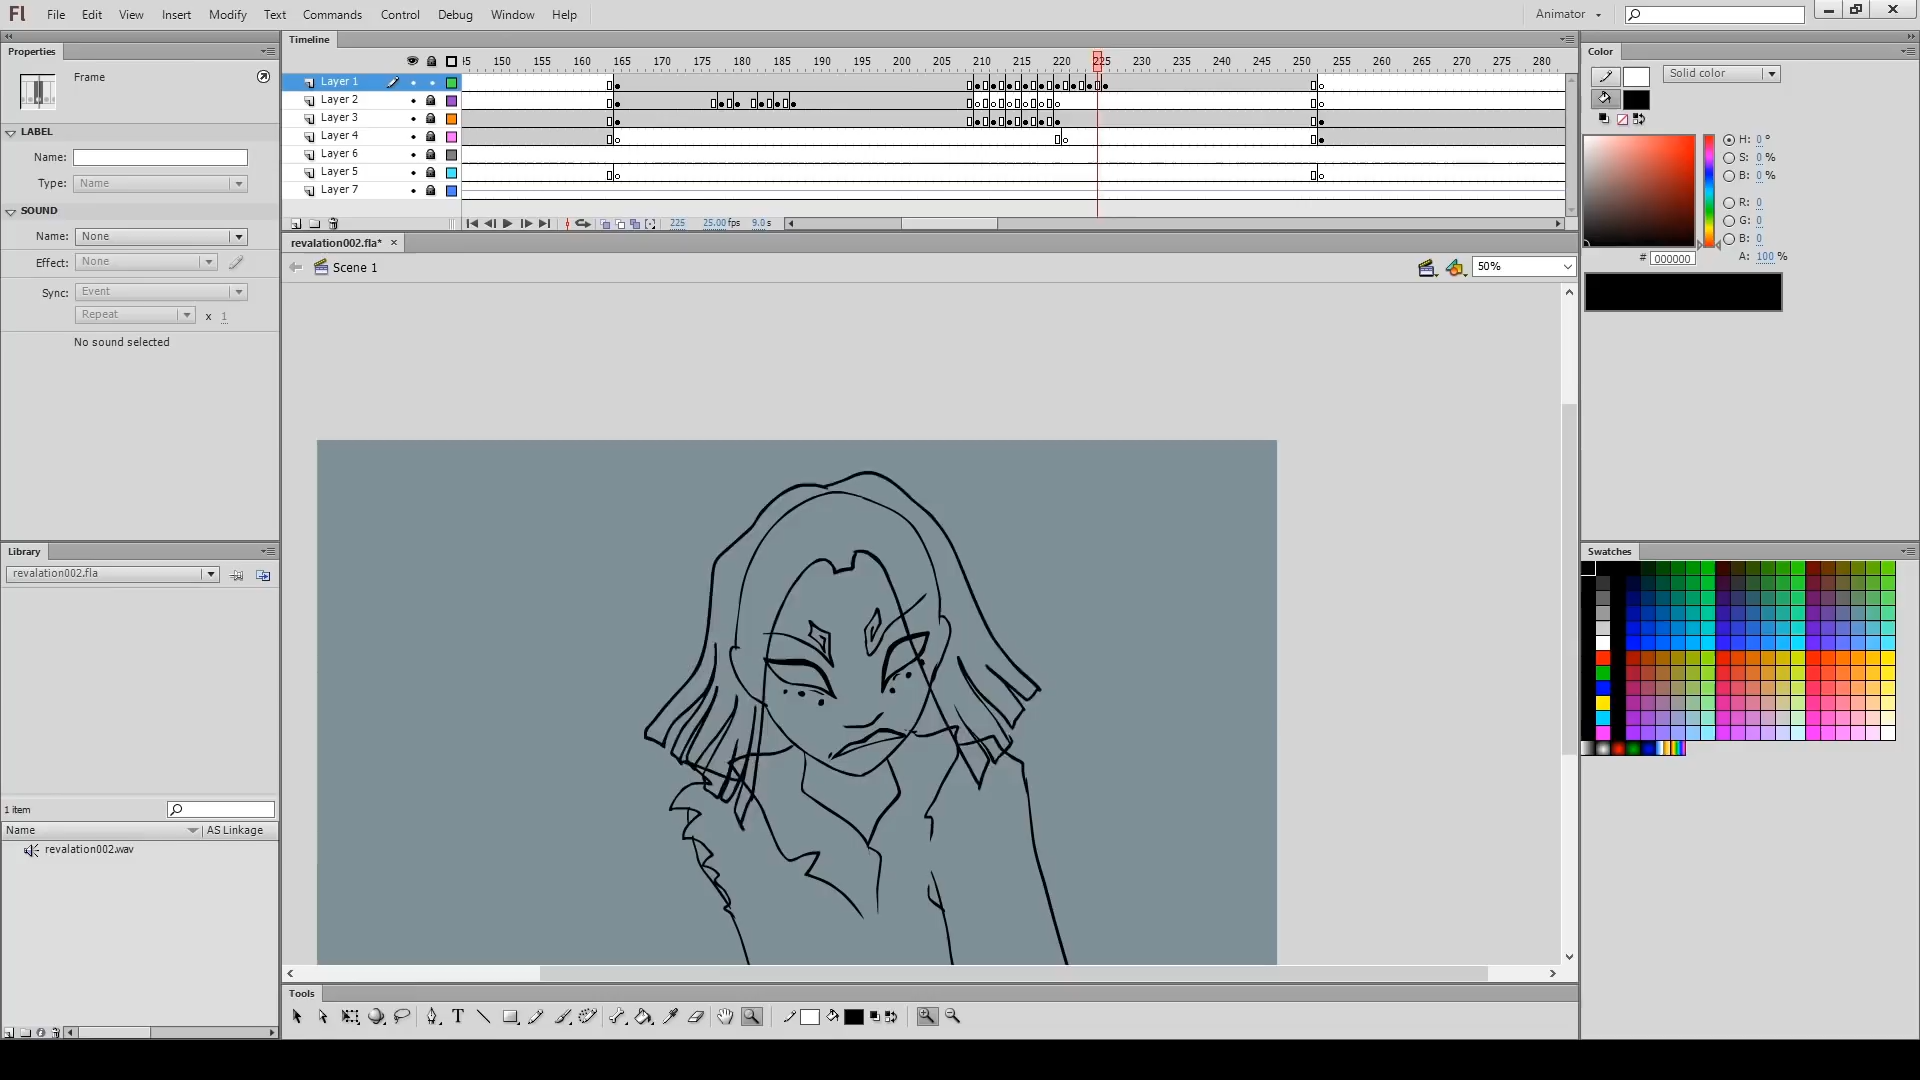 Fl File Edit View Insert Modify Text Commands Control Debug Window Help Animator
Properties
Frame
LABEL
Name:
Type: Name
SOUND
Name: None
Effect: None
Sync: Event
Repeat x 1
No sound selected
Library
revalation002.fla
1 item
Name AS Linkage
revalation002.wav
Timeline
150 155 160 165 170 175 180 185 190 195 200 205 210 215 220 225 230 235 240 245 250 255 260 265 270 275 280
Layer 1
Layer 2
Layer 3
Layer 4
Layer 6
Layer 5
Layer 7
225 25.00 fps 9.0 s
revalation002.fla*
Scene 1
50%
Tools
Color
Solid color
H: 0 °
S: 0 %
B: 0 %
R: 0
G: 0
B: 0
# 000000 A: 100 %
Swatches